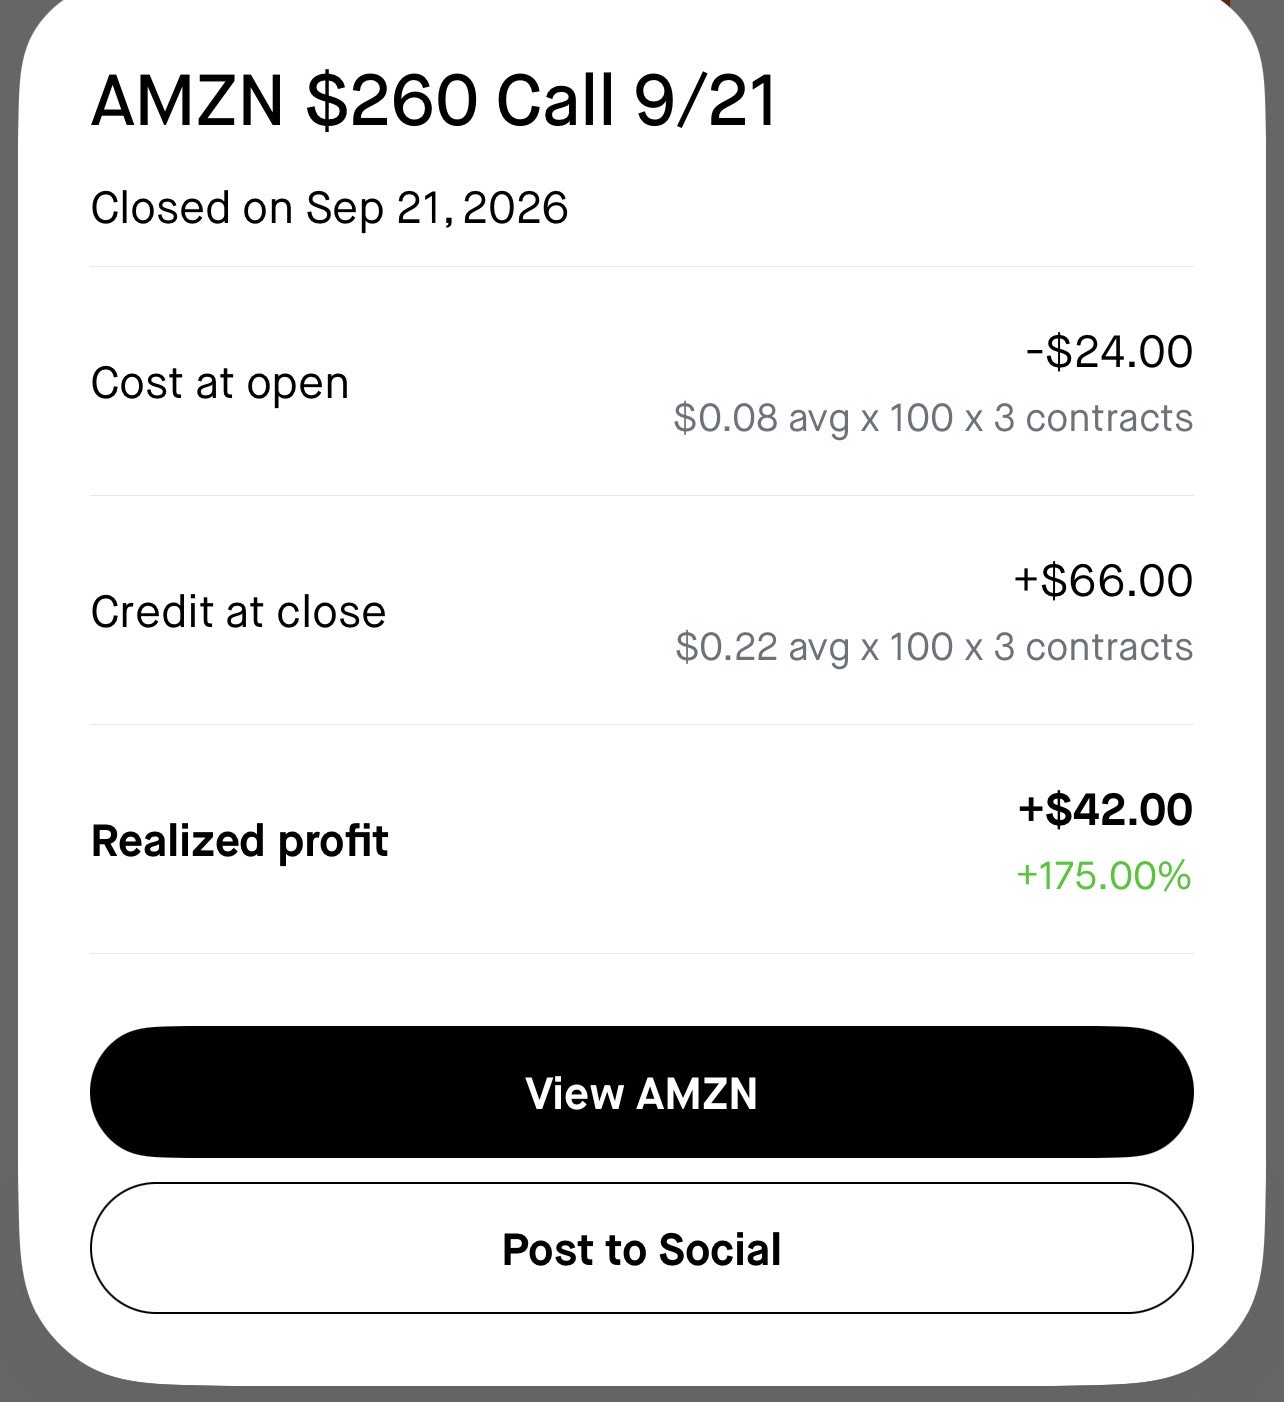 AMZN $260 Call 9/21
Closed on Sep 21, 2026
Cost at open
-$24.00
$0.08 avg x 100 x 3 contracts
Credit at close
+$66.00
$0.22 avg x 100 x 3 contracts
Realized profit
+$42.00
+175.00%
View AMZN
Post to Social